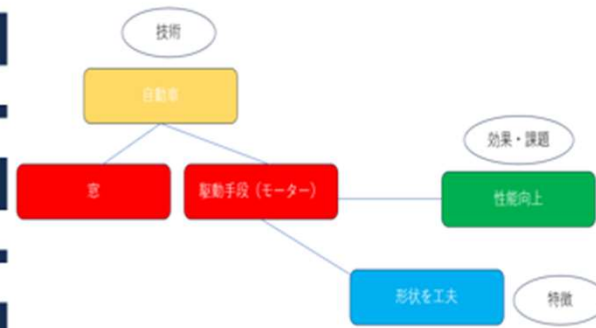 技術
自動車
効果・課題
窓
駆動手段（モーター）
性能向上
形状を工夫
特徴